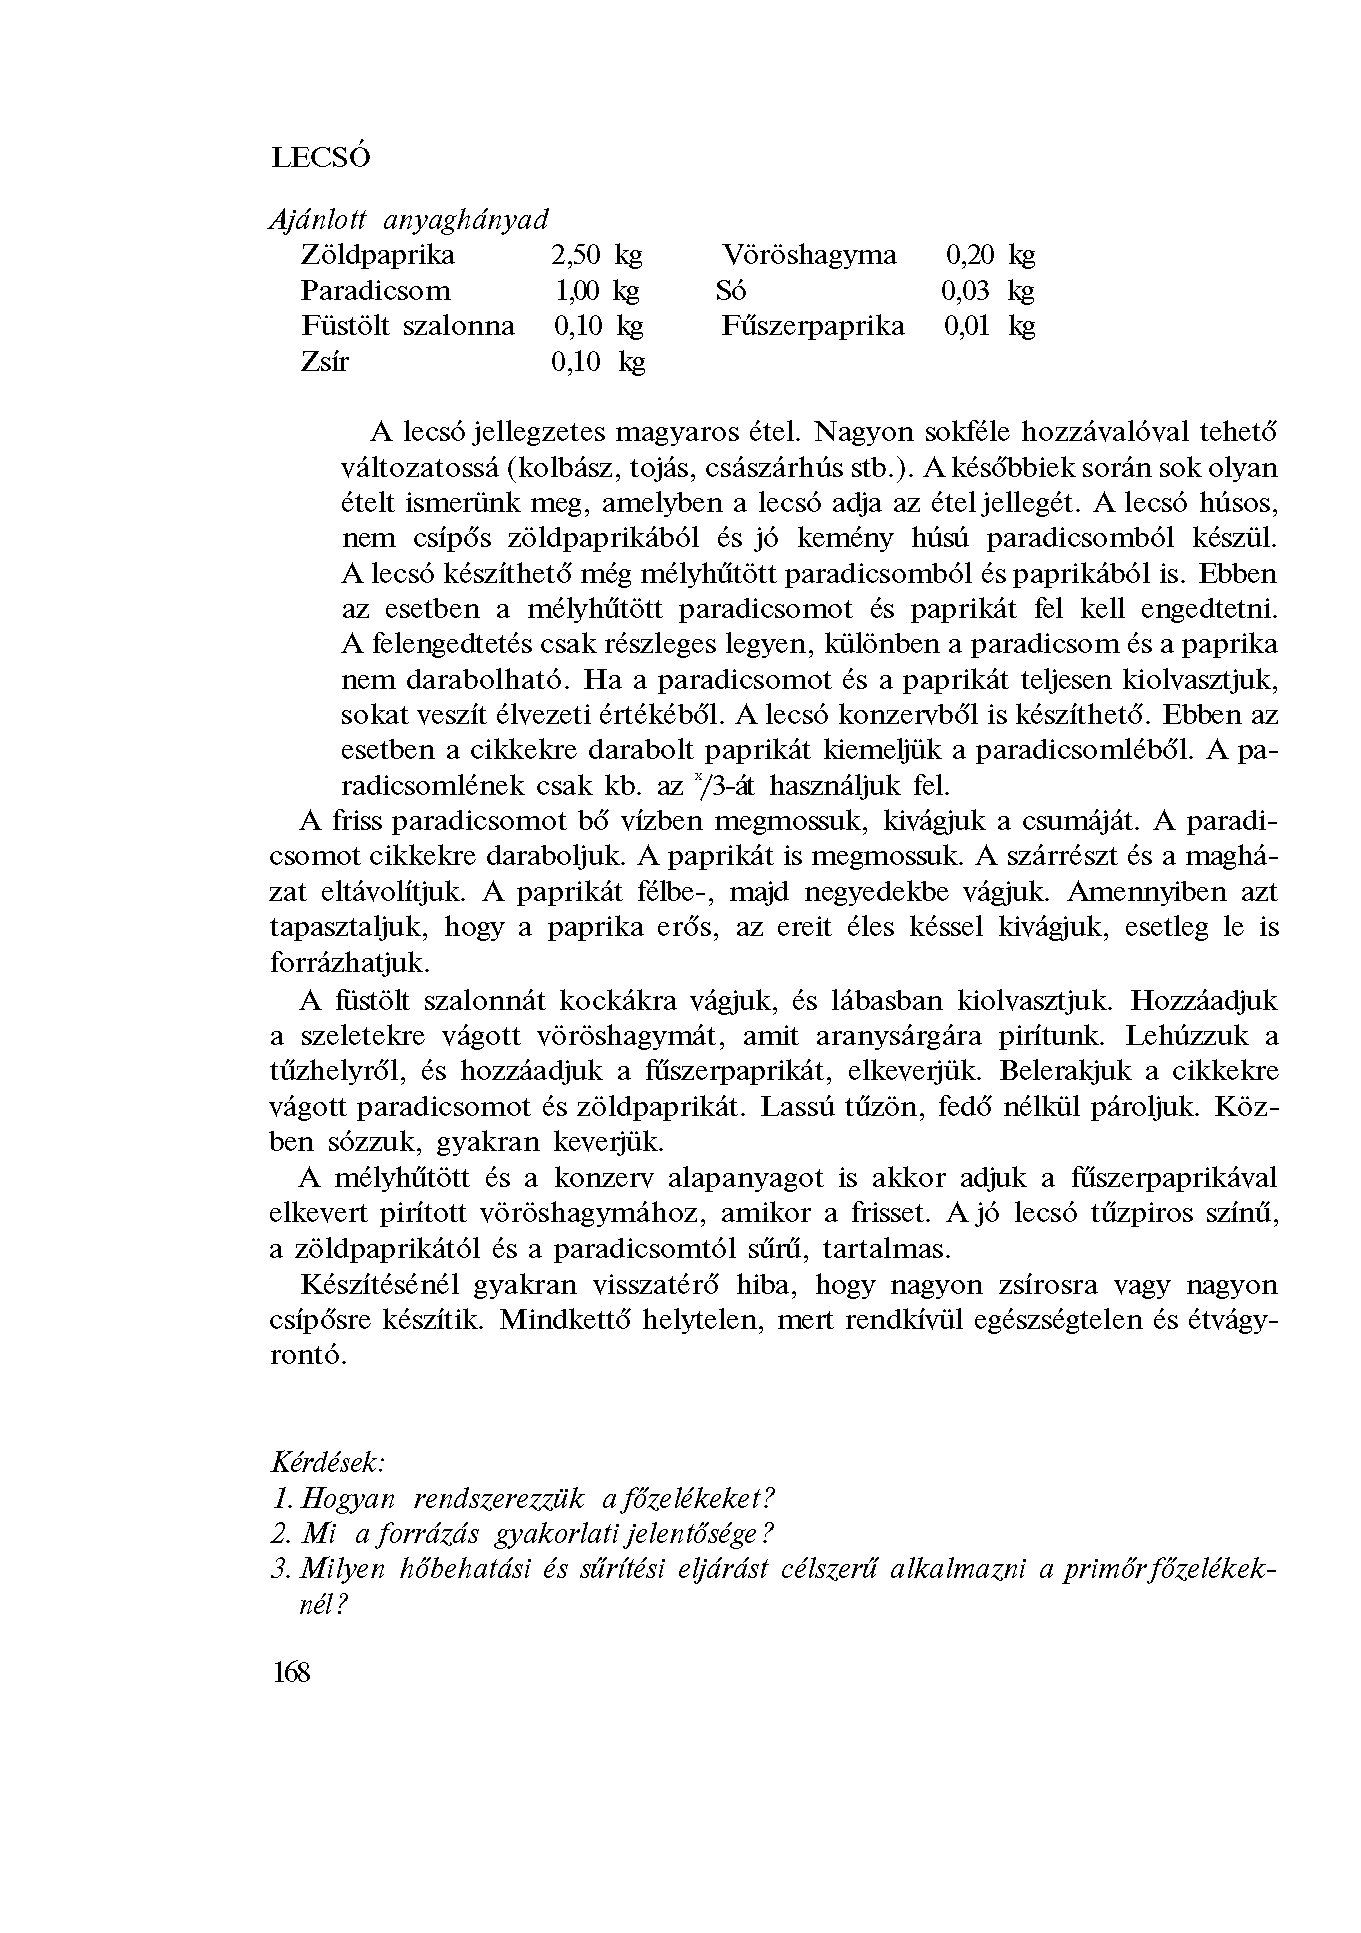 LECSÓ
Ajánlott anyaghányad
Zöldpaprika 2,50 kg Vöröshagyma 0,20 kg
Paradicsom 1,00 kg Só 0,03 kg
Füstölt szalonna 0,10 kg Fűszerpaprika 0,01 kg
Zsír 0,10 kg
A lecsó jellegzetes magyaros étel. Nagyon sokféle hozzávalóval tehető
változatossá (kolbász, tojás, császárhús stb.). A későbbiek során sok olyan
ételt ismerünk meg, amelyben a lecsó adja az étel jellegét. A lecsó húsos,
nem csípős zöldpaprikából és jó kemény húsú paradicsomból készül.
A lecsó készíthető még mélyhűtött paradicsomból és paprikából is. Ebben
az esetben a mélyhűtött paradicsomot és paprikát fel kell engedtetni.
A felengedtetés csak részleges legyen, különben a paradicsom és a paprika
nem darabolható. Ha a paradicsomot és a paprikát teljesen kiolvasztjuk,
sokat veszít élvezeti értékéből. A lecsó konzervből is készíthető. Ebben az
esetben a cikkekre darabolt paprikát kiemeljük a paradicsomléből. A pa-
radicsomlének csak kb. az ˣ/3-át használjuk fel.
A friss paradicsomot bő vízben megmossuk, kivágjuk a csumáját. A paradi-
csomot cikkekre daraboljuk. A paprikát is megmossuk. A szárrészt és a maghá-
zat eltávolítjuk. A paprikát félbe-, majd negyedekbe vágjuk. Amennyiben azt
tapasztaljuk, hogy a paprika erős, az ereit éles késsel kivágjuk, esetleg le is
forrázhatjuk.
A füstölt szalonnát kockákra vágjuk, és lábasban kiolvasztjuk. Hozzáadjuk
a szeletekre vágott vöröshagymát, amit aranysárgára pirítunk. Lehúzzuk a
tűzhelyről, és hozzáadjuk a fűszerpaprikát, elkeverjük. Belerakjuk a cikkekre
vágott paradicsomot és zöldpaprikát. Lassú tűzön, fedő nélkül pároljuk. Köz-
ben sózzuk, gyakran keverjük.
A mélyhűtött és a konzerv alapanyagot is akkor adjuk a fűszerpaprikával
elkevert pirított vöröshagymához, amikor a frisset. A jó lecsó tűzpiros színű,
a zöldpaprikától és a paradicsomtól sűrű, tartalmas.
Készítésénél gyakran visszatérő hiba, hogy nagyon zsírosra vagy nagyon
csípősre készítik. Mindkettő helytelen, mert rendkívül egészségtelen és étvágy-
rontó.
Kérdések:
1. Hogyan rendszerezzük a főzelékeket?
2. Mi a forrázás gyakorlati jelentősége?
3. Milyen hőbehatási és sűrítési eljárást célszerű alkalmazni a primőr főzelékek-
nél?
168